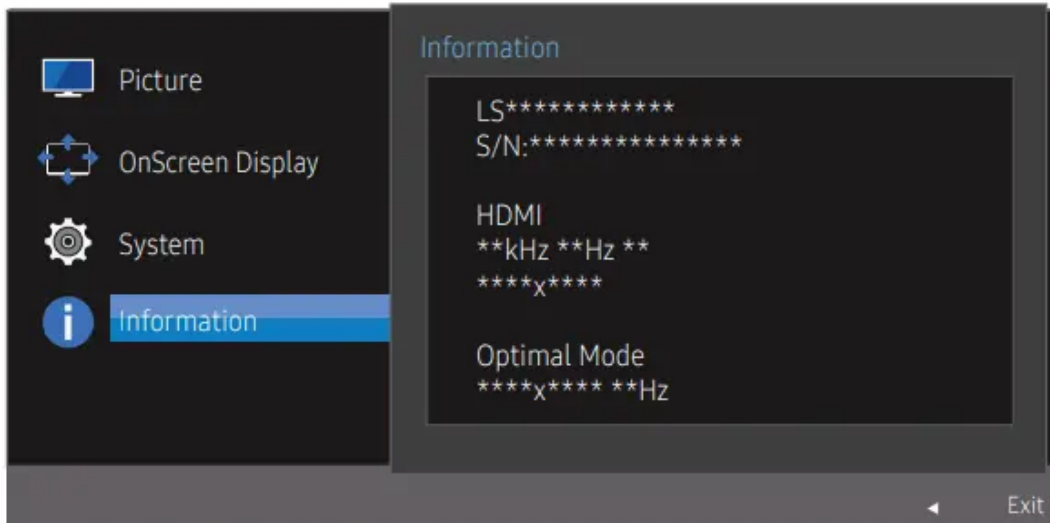 Picture
OnScreen Display
System
Information
Information
LS************
S/N:***************
HDMI
**kHz **Hz **
****x****
Optimal Mode
****x**** **Hz
Exit